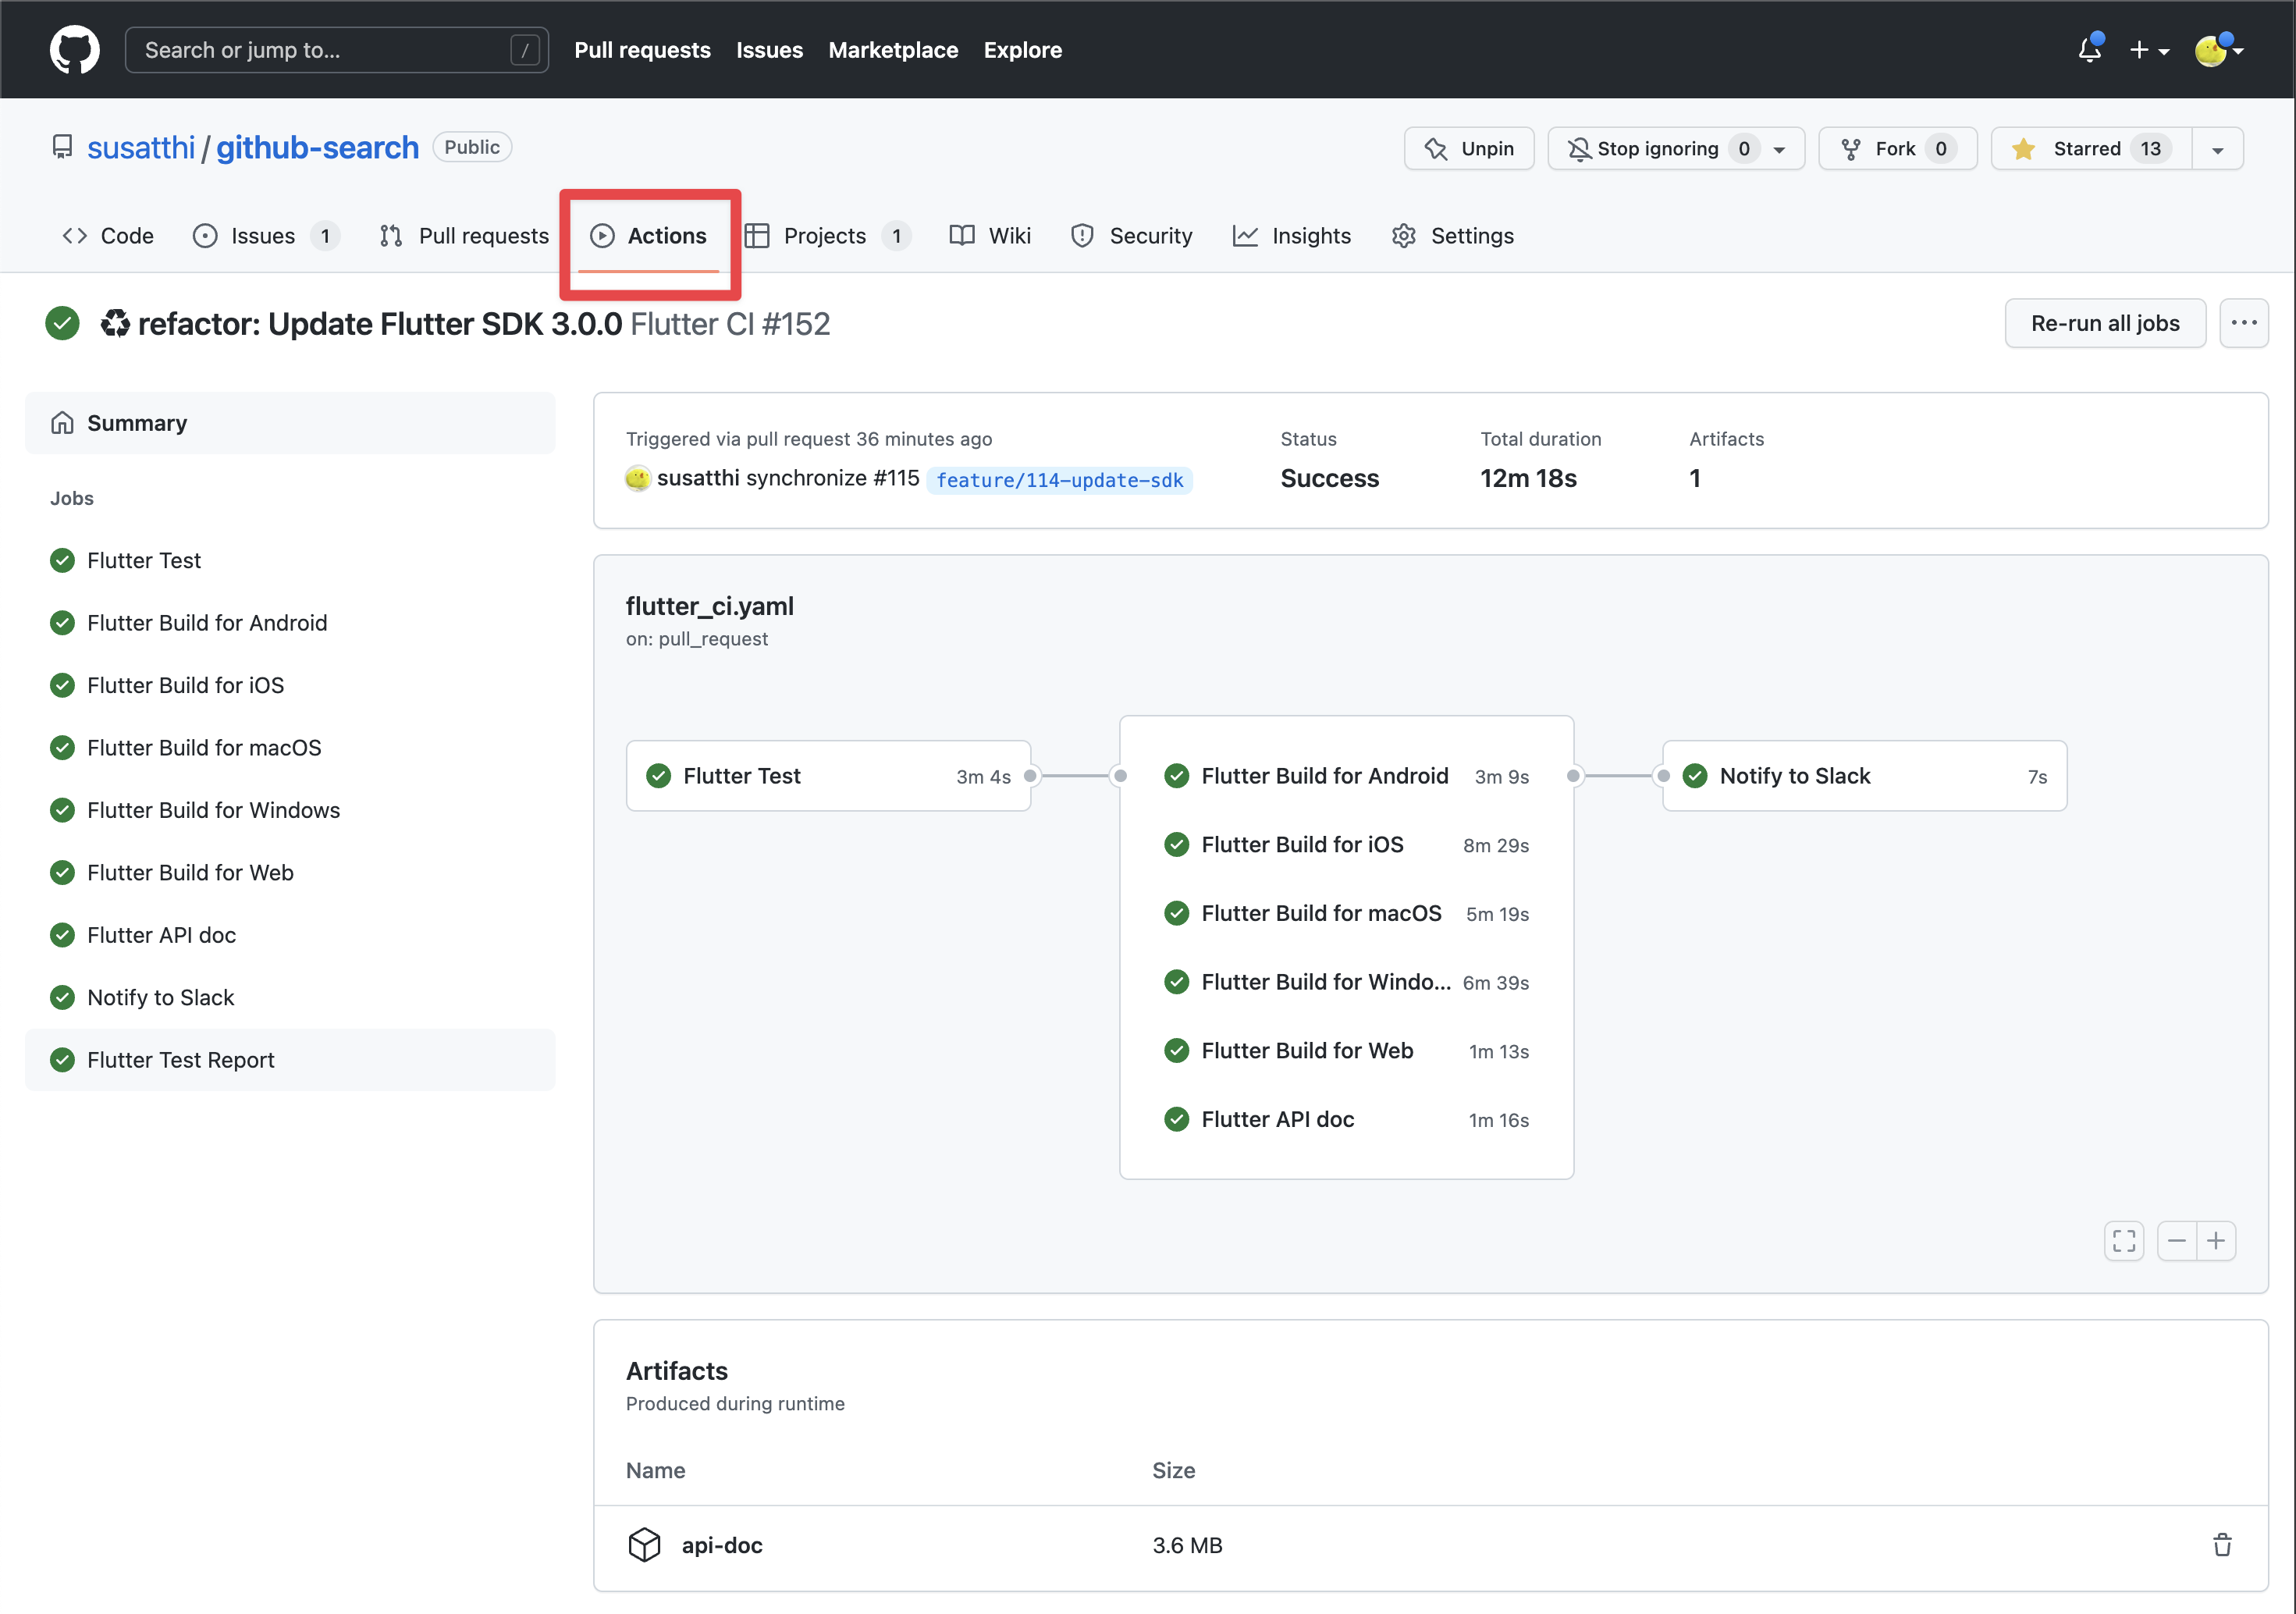 Search or jump to... /
Pull requests Issues Marketplace Explore
susatthi / github-search Public
Unpin Stop ignoring 0 Fork 0 Starred 13
Code Issues 1 Pull requests Actions Projects 1 Wiki Security Insights Settings
refactor: Update Flutter SDK 3.0.0 Flutter CI #152
Re-run all jobs
Summary
Jobs
Flutter Test
Flutter Build for Android
Flutter Build for iOS
Flutter Build for macOS
Flutter Build for Windows
Flutter Build for Web
Flutter API doc
Notify to Slack
Flutter Test Report
Triggered via pull request 36 minutes ago
susatthi synchronize #115 feature/114-update-sdk
Status
Success
Total duration
12m 18s
Artifacts
1
flutter_ci.yaml
on: pull_request
Flutter Test 3m 4s
Flutter Build for Android 3m 9s
Flutter Build for iOS 8m 29s
Flutter Build for macOS 5m 19s
Flutter Build for Windo... 6m 39s
Flutter Build for Web 1m 13s
Flutter API doc 1m 16s
Notify to Slack 7s
Artifacts
Produced during runtime
Name Size
api-doc 3.6 MB